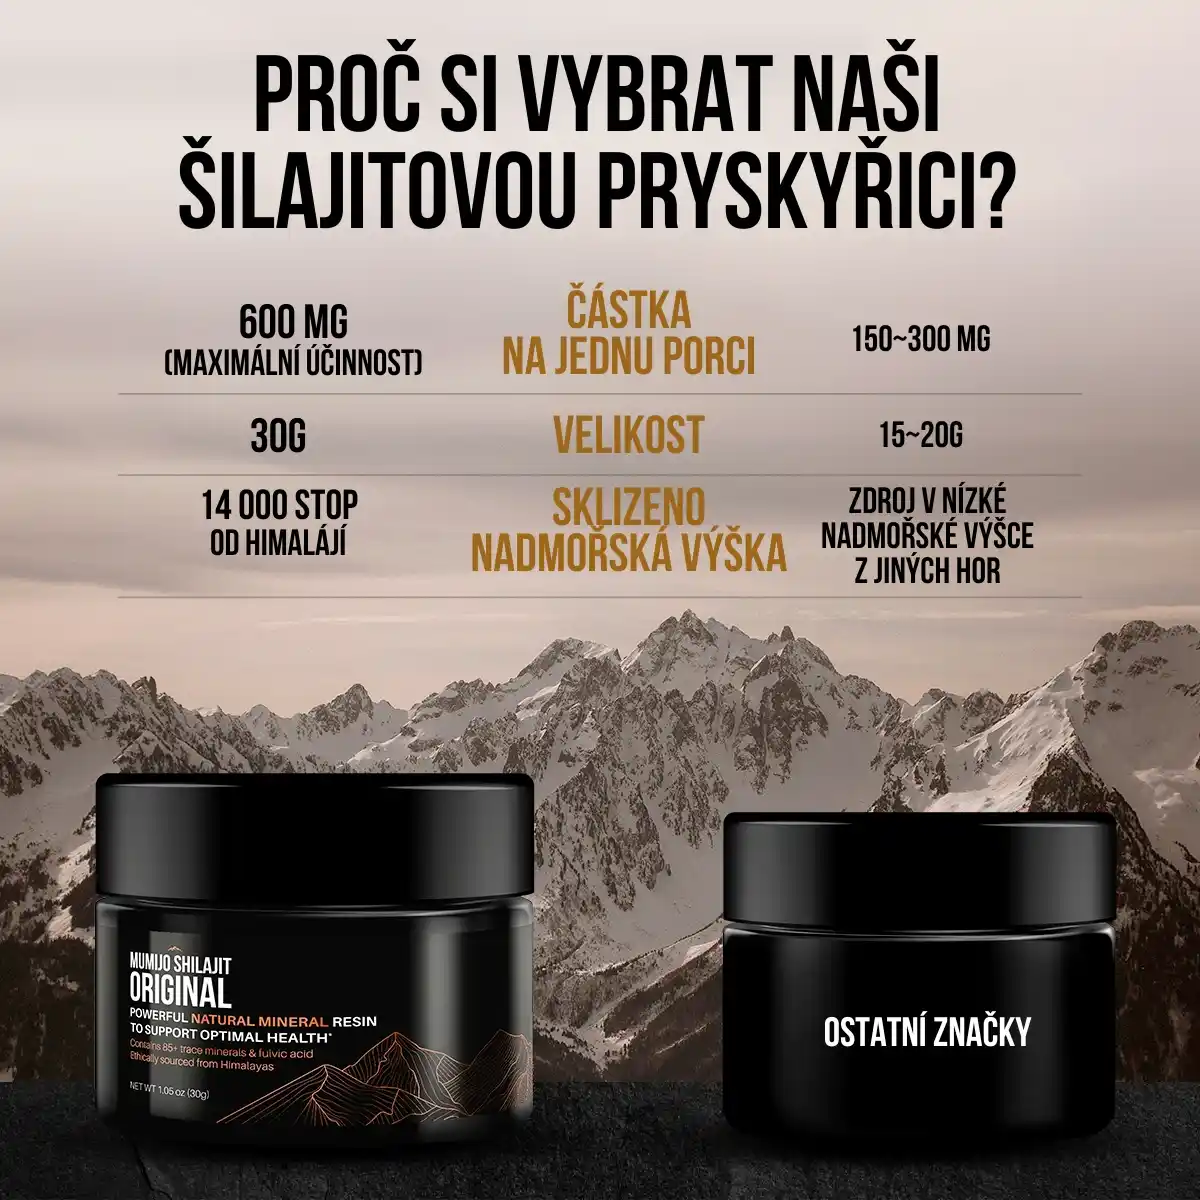 PROČ SI VYBRAT NAŠI
ŠILAJITOVOU PRYSKYŘICI?
600 MG
(MAXIMÁLNÍ ÚČINNOST)
ČÁSTKA
NA JEDNU PORCI
150~300 MG
30G
VELIKOST
15~20G
14 000 STOP
OD HIMALÁJÍ
SKLIZENO
NADMOŘSKÁ VÝŠKA
ZDROJ V NÍZKÉ
NADMOŘSKÉ VÝŠCE
Z JINÝCH HOR
MUMIJO SHILAJIT
ORIGINAL
POWERFUL NATURAL MINERAL RESIN
TO SUPPORT OPTIMAL HEALTH*
Contains 85+ trace minerals & fulvic acid
Ethically sourced from Himalayas
NET WT 1.05 oz (30g)
OSTATNÍ ZNAČKY